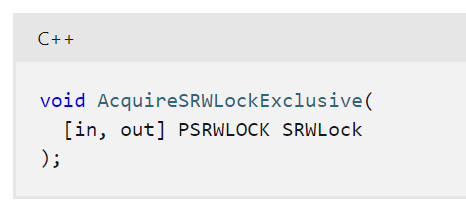 C++
void AcquireSRWLockExclusive(
[in, out] PSRWLOCK SRWLock
);